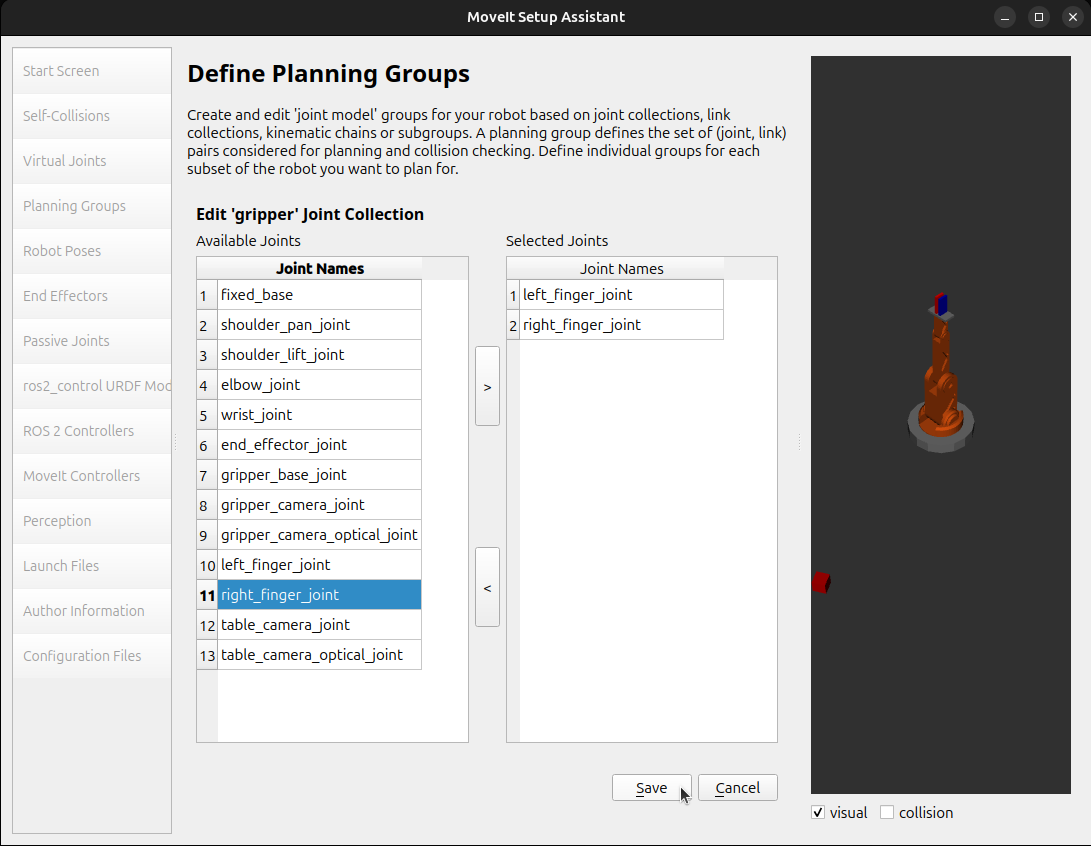 MoveIt Setup Assistant
Start Screen
Self-Collisions
Virtual Joints
Planning Groups
Robot Poses
End Effectors
Passive Joints
ros2_control URDF Moc
ROS 2 Controllers
MoveIt Controllers
Perception
Launch Files
Author Information
Configuration Files
Define Planning Groups
Create and edit 'joint model' groups for your robot based on joint collections, link
collections, kinematic chains or subgroups. A planning group defines the set of (joint, link)
pairs considered for planning and collision checking. Define individual groups for each
subset of the robot you want to plan for.
Edit 'gripper' Joint Collection
Available Joints
Joint Names
1 fixed_base
2 shoulder_pan_joint
3 shoulder_lift_joint
4 elbow_joint
5 wrist_joint
6 end_effector_joint
7 gripper_base_joint
8 gripper_camera_joint
9 gripper_camera_optical_joint
10 left_finger_joint
11 right_finger_joint
12 table_camera_joint
13 table_camera_optical_joint
>
<
Selected Joints
Joint Names
1 left_finger_joint
2 right_finger_joint
Save
Cancel
visual
collision